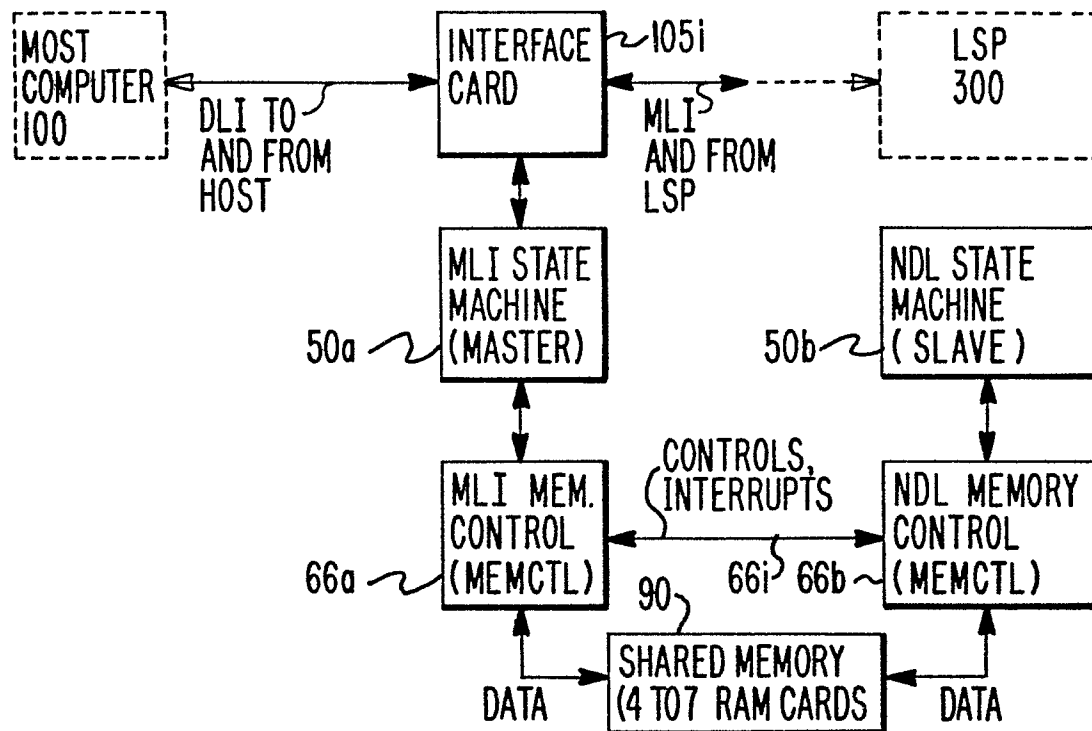 MOST
COMPUTER
100
INTERFACE
CARD
105i
LSP
300
DLI TO
AND FROM
HOST
MLI
AND FROM
LSP
MLI STATE
MACHINE
(MASTER)
50a
NDL STATE
MACHINE
( SLAVE )
50b
MLI MEM.
CONTROL
(MEMCTL)
66a
CONTROLS,
INTERRUPTS
66i
NDL MEMORY
CONTROL
(MEMCTL)
66b
90
SHARED MEMORY
(4 TO7 RAM CARDS
DATA
DATA